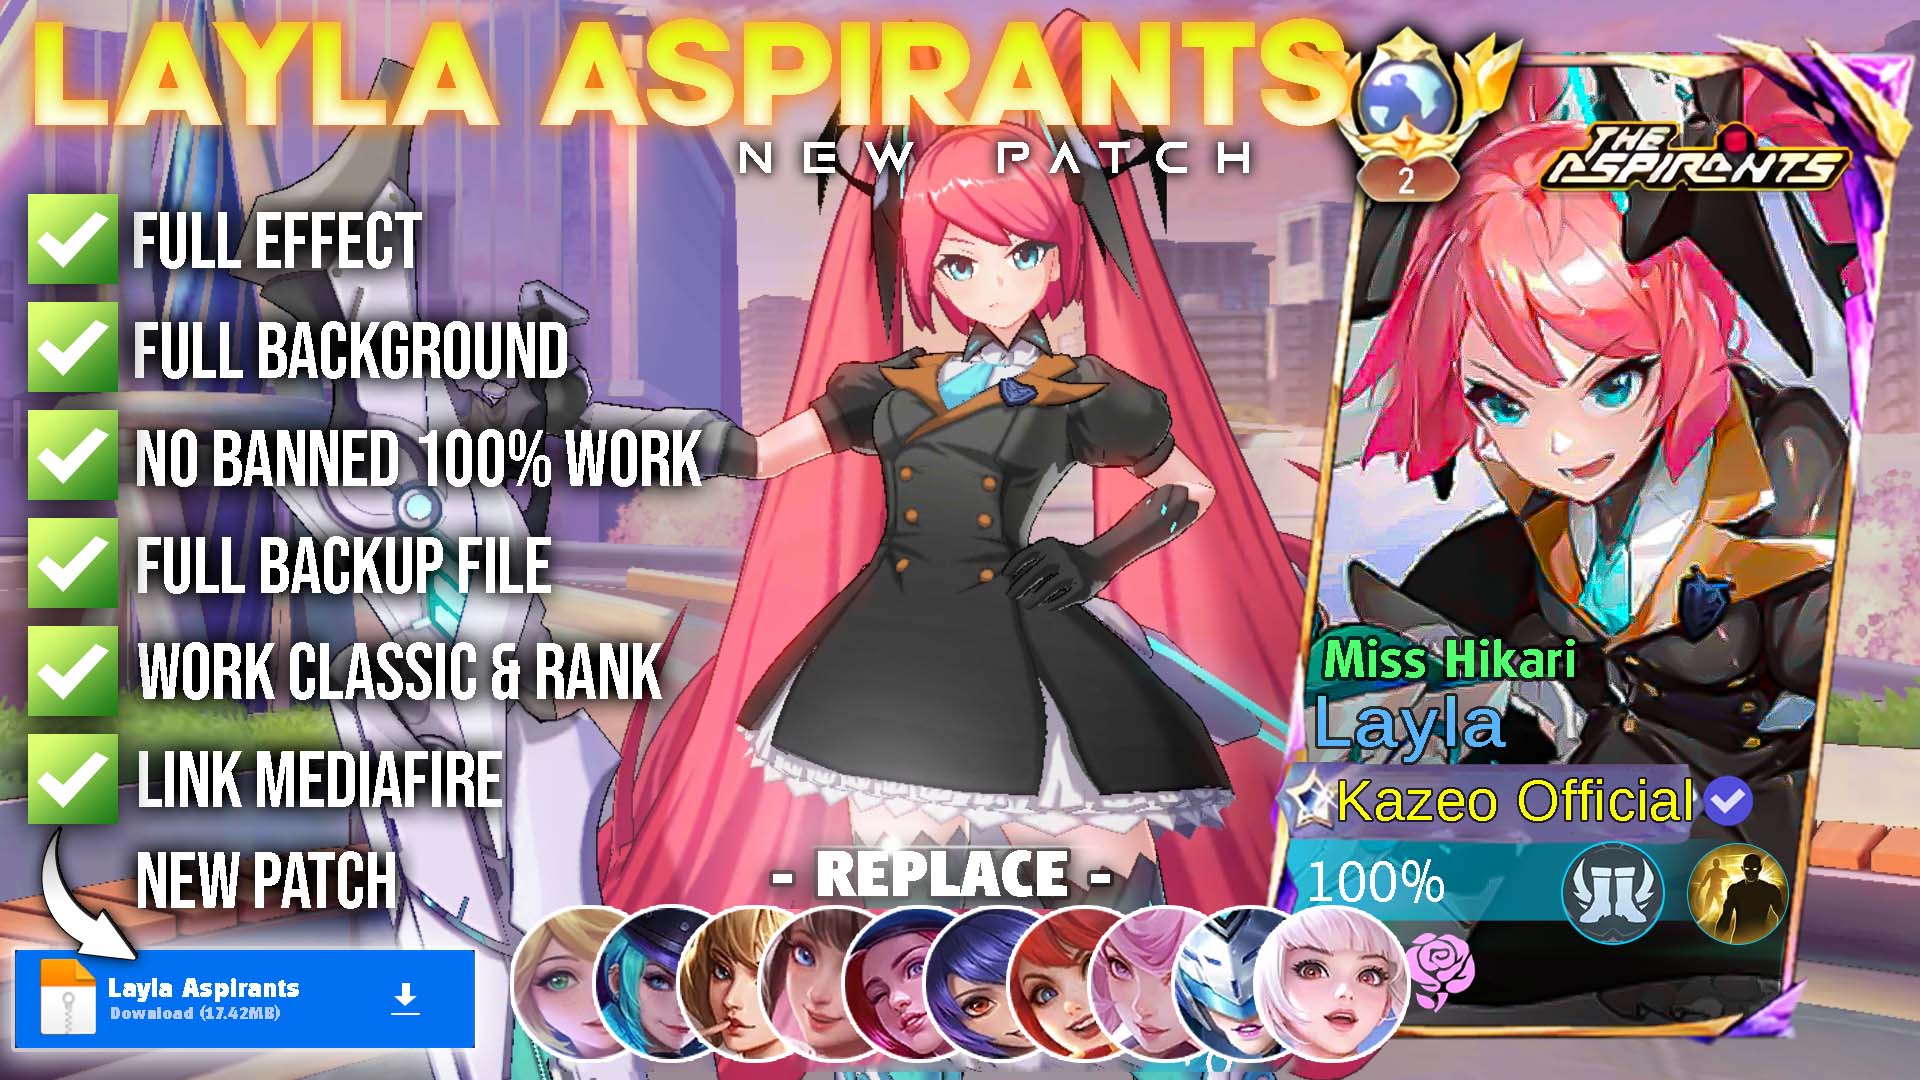 LAYLA ASPIRANTS
NEW PATCH
2
THE
ASPIRANTS
FULL EFFECT
FULL BACKGROUND
NO BANNED 100% WORK
FULL BACKUP FILE
WORK CLASSIC & RANK
LINK MEDIAFIRE
NEW PATCH
Layla Aspirants
Download (17.42MB)
- REPLACE -
Miss Hikari
Layla
Kazeo Official
100%